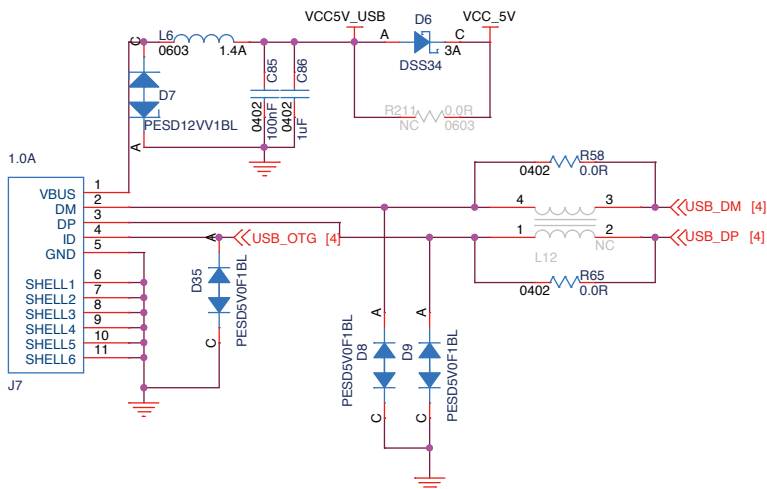 VCC5V_USB
D6
VCC_5V
C
L6
0603
1.4A
A
C
3A
DSS34
D7
PESD12VV1BL
A
C85
0402
100nF
C86
0402
1uF
R211
0.0R
NC
0603
1.0A
VBUS 1
DM 2
DP 3
ID 4
GND 5
SHELL1 6
SHELL2 7
SHELL3 8
SHELL4 9
SHELL5 10
SHELL6 11
J7
A
USB_OTG [4]
D35
PESD5V0F1BL
C
R58
0402
0.0R
4
3
USB_DM [4]
1
2
USB_DP [4]
L12
NC
R65
0402
0.0R
A
A
PESD5V0F1BL
D8
D9
PESD5V0F1BL
C
C